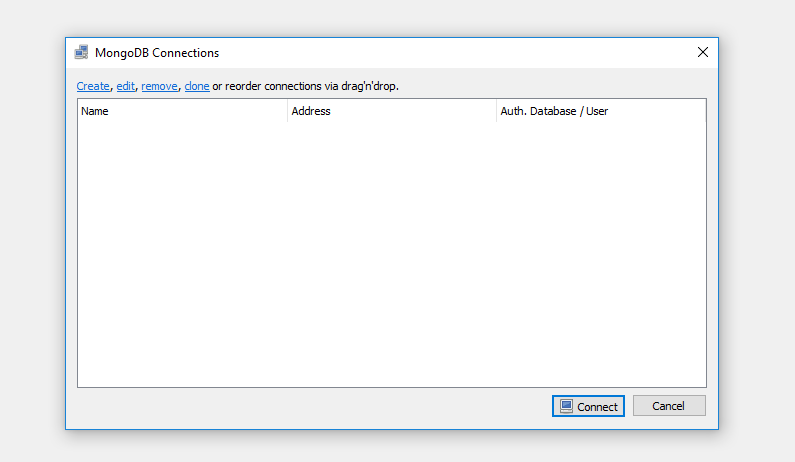 MongoDB Connections
Create, edit, remove, clone or reorder connections via drag'n'drop.
Name Address Auth. Database / User
Connect Cancel